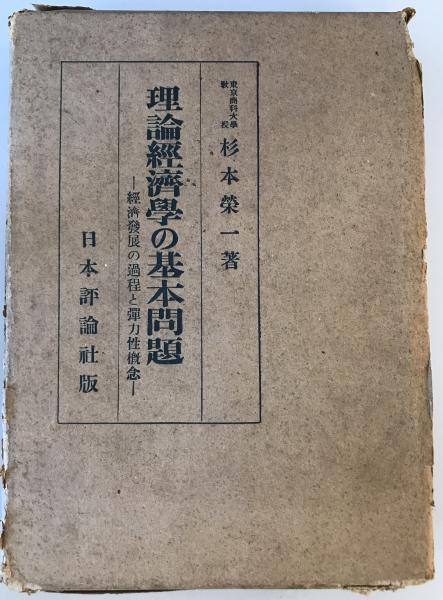 東京商科大學
敎授
杉本榮一著
理論經濟學の基本問題
―經濟發展の過程と彈力性概念―
日本評論社版